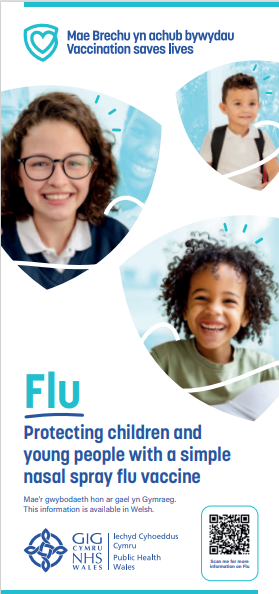 Mae Brechu yn achub bywydau
Vaccination saves lives
Flu
Protecting children and
young people with a simple
nasal spray flu vaccine
Mae'r gwybodaeth hon ar gael yn Gymraeg.
This information is available in Welsh.
GIG
CYMRU
NHS
WALES
Iechyd Cyhoeddus
Cymru
Public Health
Wales
Scan me for more
information on Flu